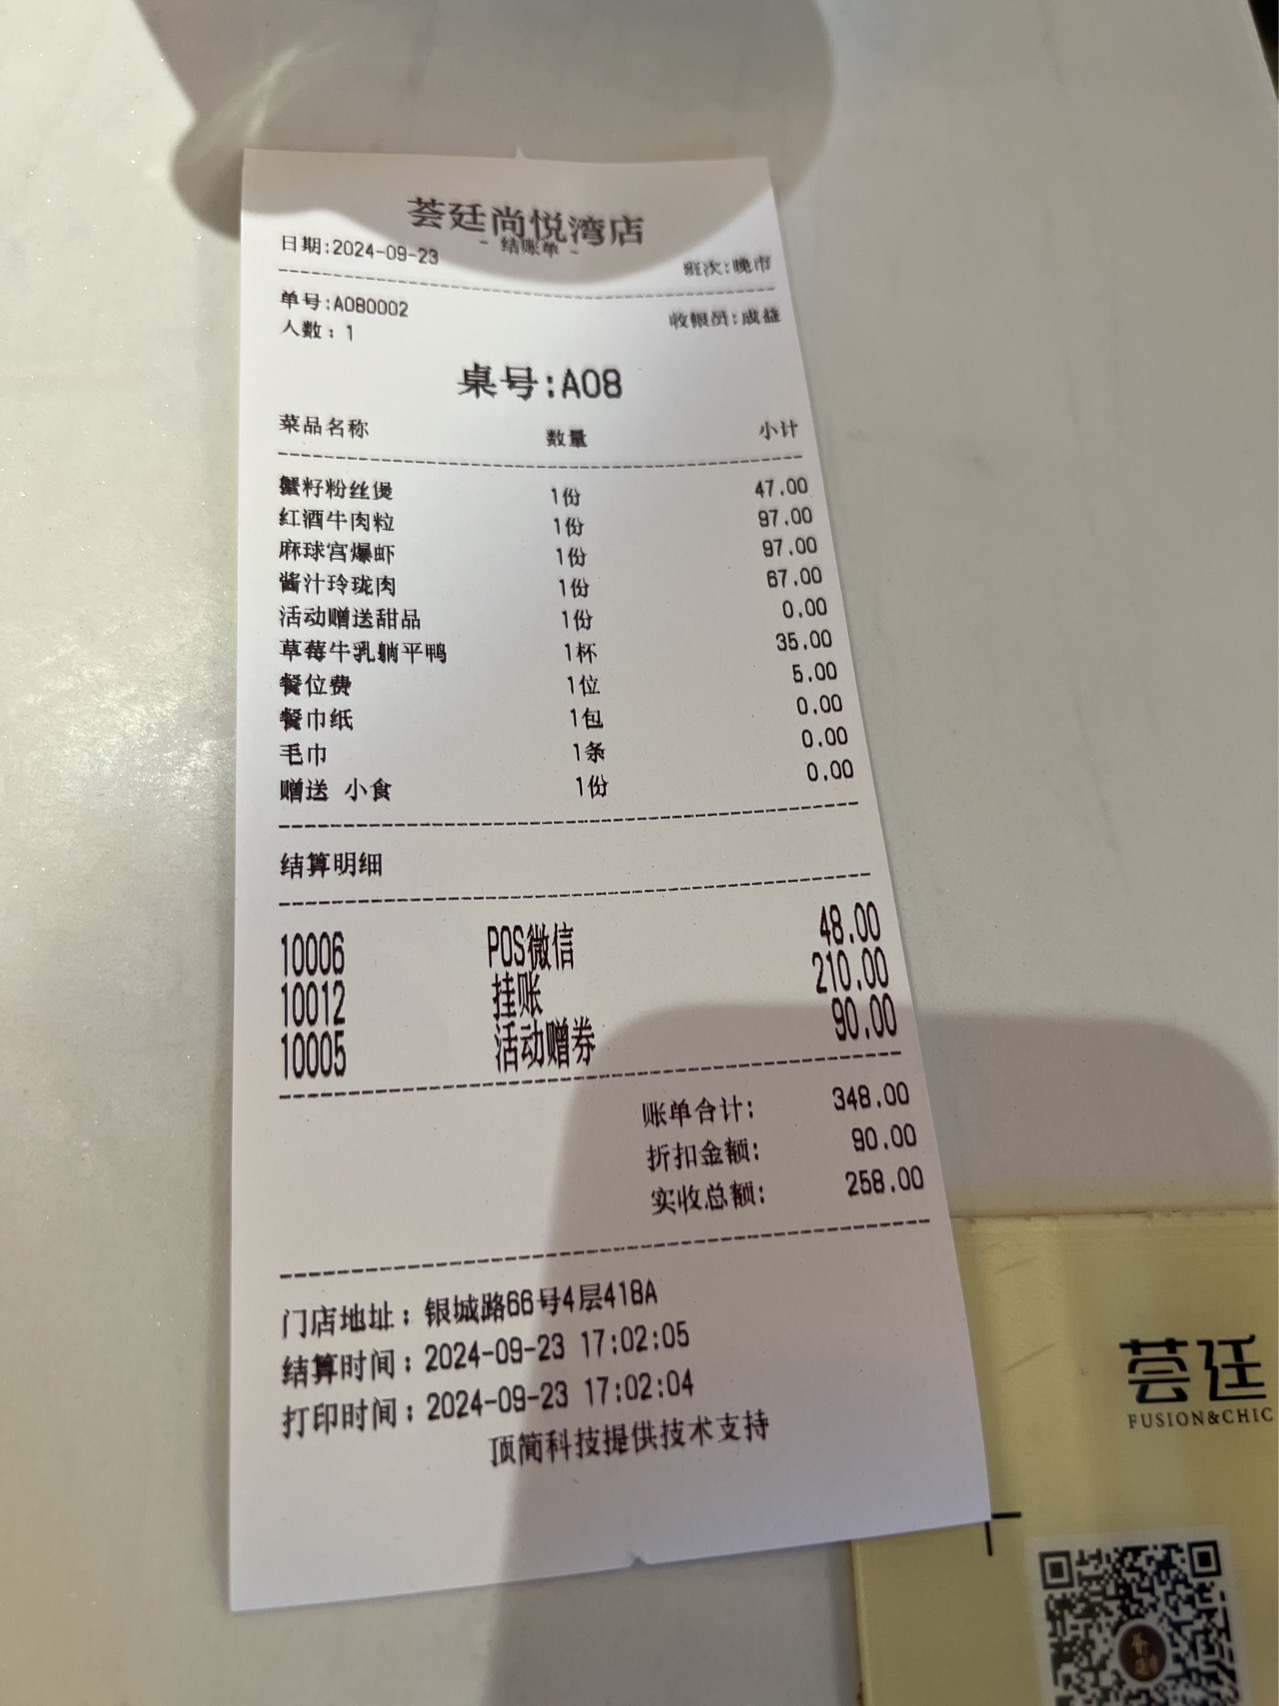 荟廷尚悦湾店
- 结账单 -
日期:2024-09-23
班次:晚市
单号:A080002
收银员:成益
人数:1
桌号:A08
菜品名称 数量 小计
蟹籽粉丝煲 1份 47.00
红酒牛肉粒 1份 97.00
麻球宫爆虾 1份 97.00
酱汁玲珑肉 1份 67.00
活动赠送甜品 1份 0.00
草莓牛乳躺平鸭 1杯 35.00
餐位费 1位 5.00
餐巾纸 1包 0.00
毛巾 1条 0.00
赠送 小食 1份 0.00
结算明细
10006 POS微信 48.00
10012 挂账 210.00
10005 活动赠券 90.00
账单合计: 348.00
折扣金额: 90.00
实收总额: 258.00
门店地址:银城路66号4层418A
结算时间:2024-09-23 17:02:05
打印时间:2024-09-23 17:02:04
顶简科技提供技术支持
荟廷
FUSION&CHIC